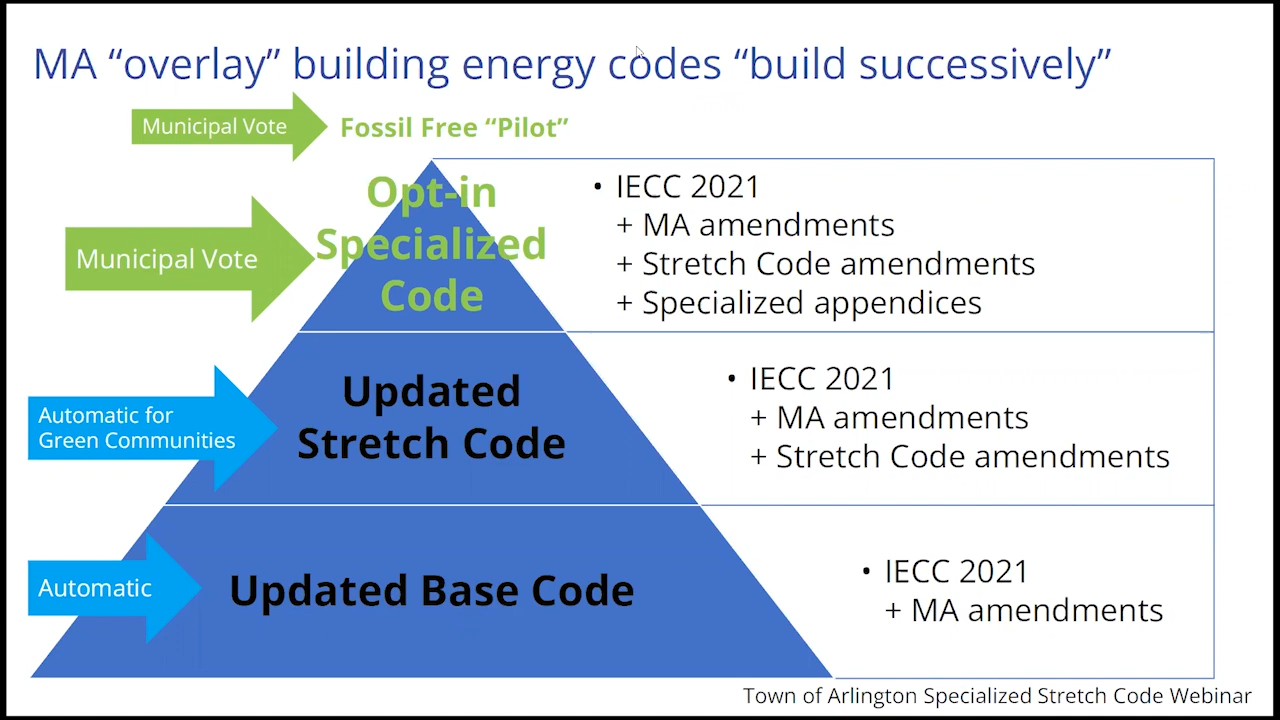 MA “overlay” building energy codes “build successively”
Municipal Vote
Fossil Free “Pilot”
Municipal Vote
Opt-in
Specialized
Code
• IECC 2021
+ MA amendments
+ Stretch Code amendments
+ Specialized appendices
Automatic for
Green Communities
Updated
Stretch Code
• IECC 2021
+ MA amendments
+ Stretch Code amendments
Automatic
Updated Base Code
• IECC 2021
+ MA amendments
Town of Arlington Specialized Stretch Code Webinar